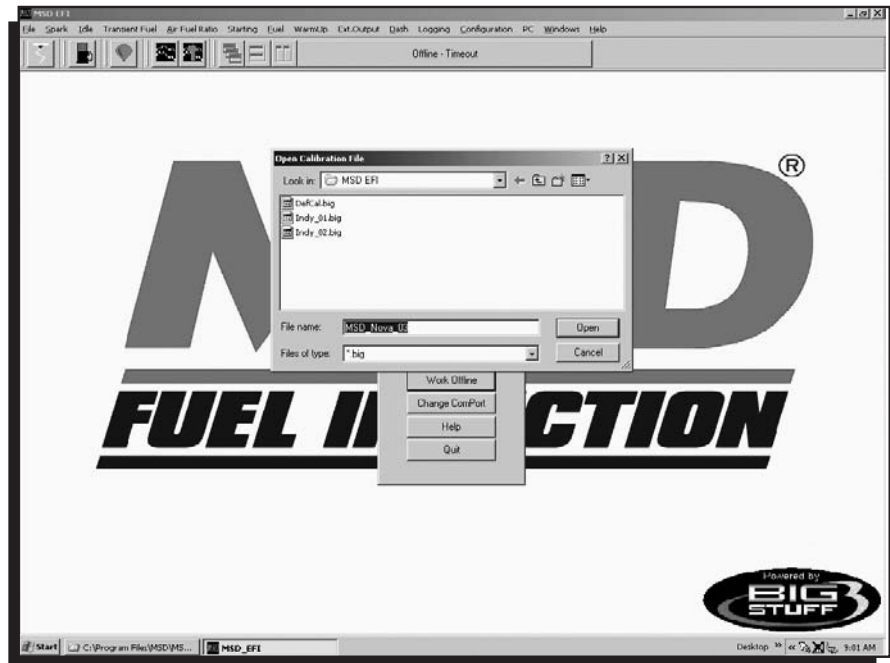 MSD EFI
File Spark Idle Transient Fuel Air Fuel Ratio Starting Fuel WarmUp Ext.Output Dash Logging Configuration PC Windows Help
Offline - Timeout
Open Calibration File
Look in: MSD EFI
DefCal.big
Indy_01.big
Indy_02.big
File name: MSD_Nova_03 Open
Files of type: *.big Cancel
Work Offline
Change ComPort
Help
Quit
®
FUEL IN CTION
Powered by
BIG
STUFF 3
Start C:\Program Files\MSD\MS... MSD_EFI Desktop » « 9:01 AM